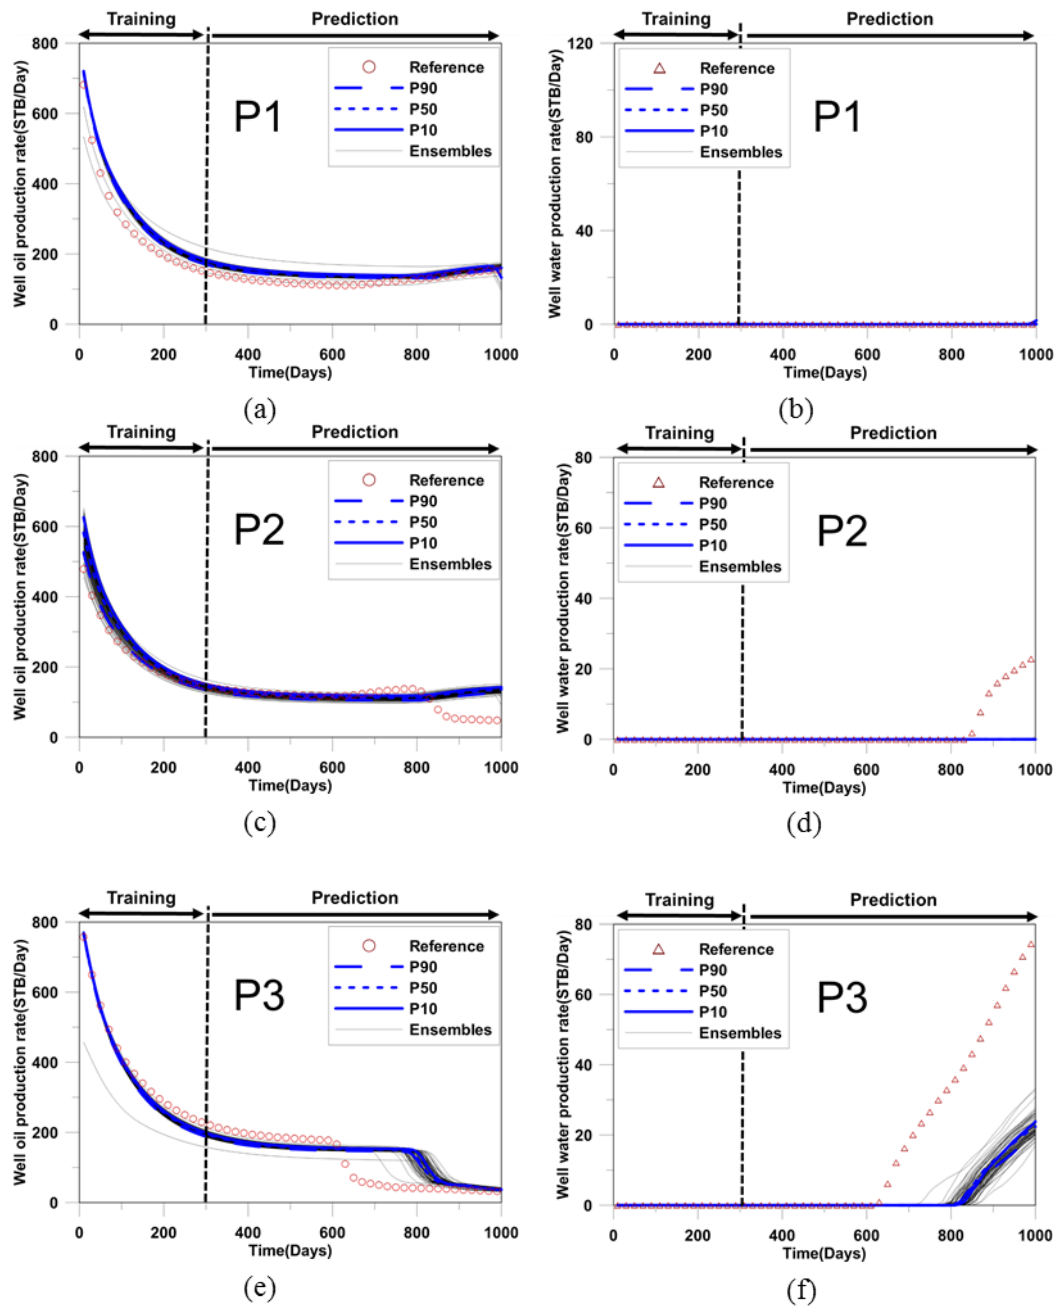 Training Prediction
800
600
400
200
0
Well oil production rate(STB/Day)
Reference
P90
P50
P10
Ensembles
P1
0 200 400 600 800 1000
Time(Days)
(a)
Training Prediction
120
80
40
0
Well water production rate(STB/Day)
Reference
P90
P50
P10
Ensembles
P1
0 200 400 600 800 1000
Time(Days)
(b)
Training Prediction
800
600
400
200
0
Well oil production rate(STB/Day)
Reference
P90
P50
P10
Ensembles
P2
0 200 400 600 800 1000
Time(Days)
(c)
Training Prediction
80
60
40
20
0
Well water production rate(STB/Day)
Reference
P90
P50
P10
Ensembles
P2
0 200 400 600 800 1000
Time(Days)
(d)
Training Prediction
800
600
400
200
0
Well oil production rate(STB/Day)
Reference
P90
P50
P10
Ensembles
P3
0 200 400 600 800 1000
Time(Days)
(e)
Training Prediction
80
60
40
20
0
Well water production rate(STB/Day)
Reference
P90
P50
P10
Ensembles
P3
0 200 400 600 800 1000
Time(Days)
(f)